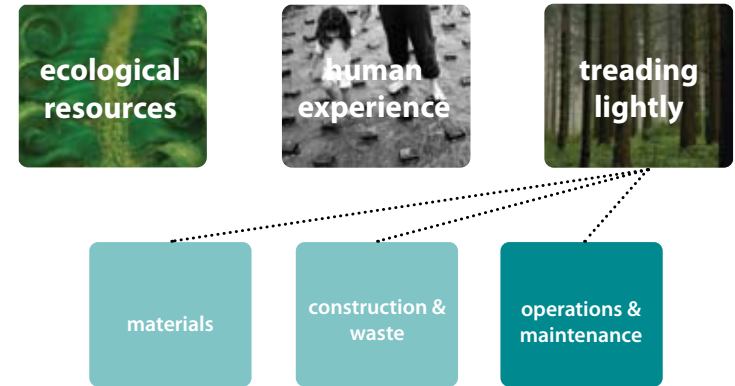 ecological
resources
human
experience
treading
lightly
materials
construction &
waste
operations &
maintenance